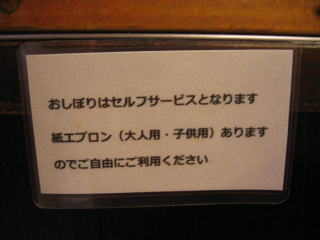 おしぼりはセルフサービスとなります
紙エプロン（大人用・子供用）あります
のでご自由にご利用ください